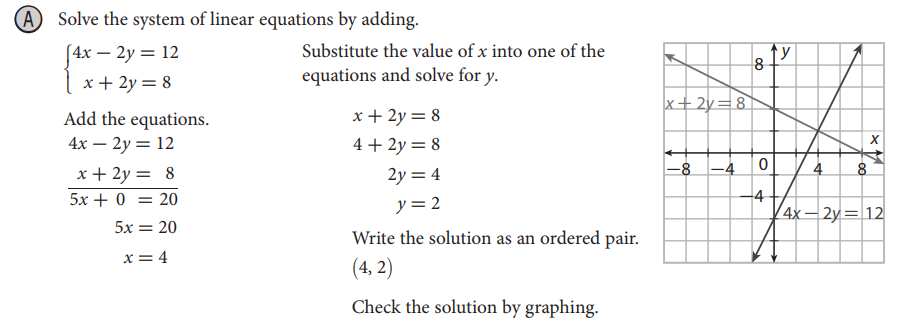 A Solve the system of linear equations by adding.
4x − 2y = 12
x + 2y = 8
Add the equations.
4x − 2y = 12
x + 2y = 8
5x + 0 = 20
5x = 20
x = 4
Substitute the value of x into one of the
equations and solve for y.
x + 2y = 8
4 + 2y = 8
2y = 4
y = 2
Write the solution as an ordered pair.
(4, 2)
Check the solution by graphing.
y
8
x + 2y = 8
x
−8 −4 0 4 8
−4
4x − 2y = 12